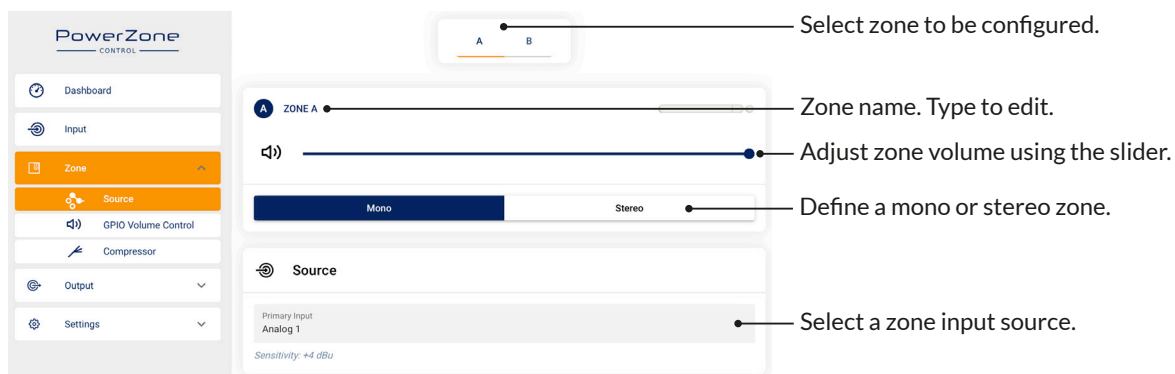 PowerZone
CONTROL
Dashboard
Input
Zone
Source
GPIO Volume Control
Compressor
Output
Settings
A B
Select zone to be configured.
A ZONE A
Zone name. Type to edit.
Adjust zone volume using the slider.
Mono Stereo
Define a mono or stereo zone.
Source
Primary Input
Analog 1
Select a zone input source.
Sensitivity: +4 dBu